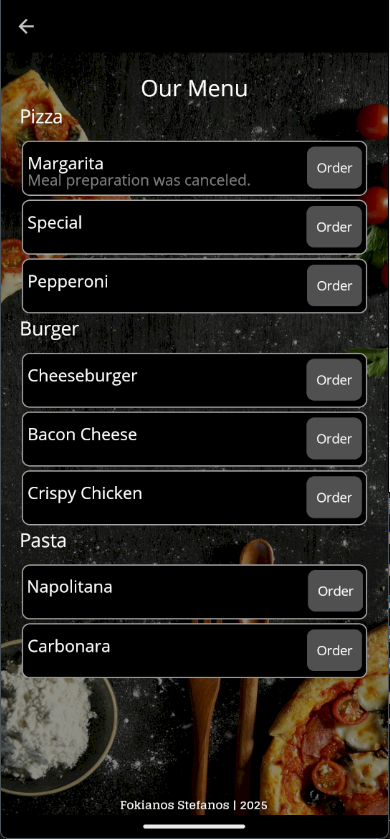 Our Menu
Pizza
Margarita
Order
Meal preparation was canceled.
Special
Order
Pepperoni
Order
Burger
Cheeseburger
Order
Bacon Cheese
Order
Crispy Chicken
Order
Pasta
Napolitana
Order
Carbonara
Order
Fokianos Stefanos | 2025